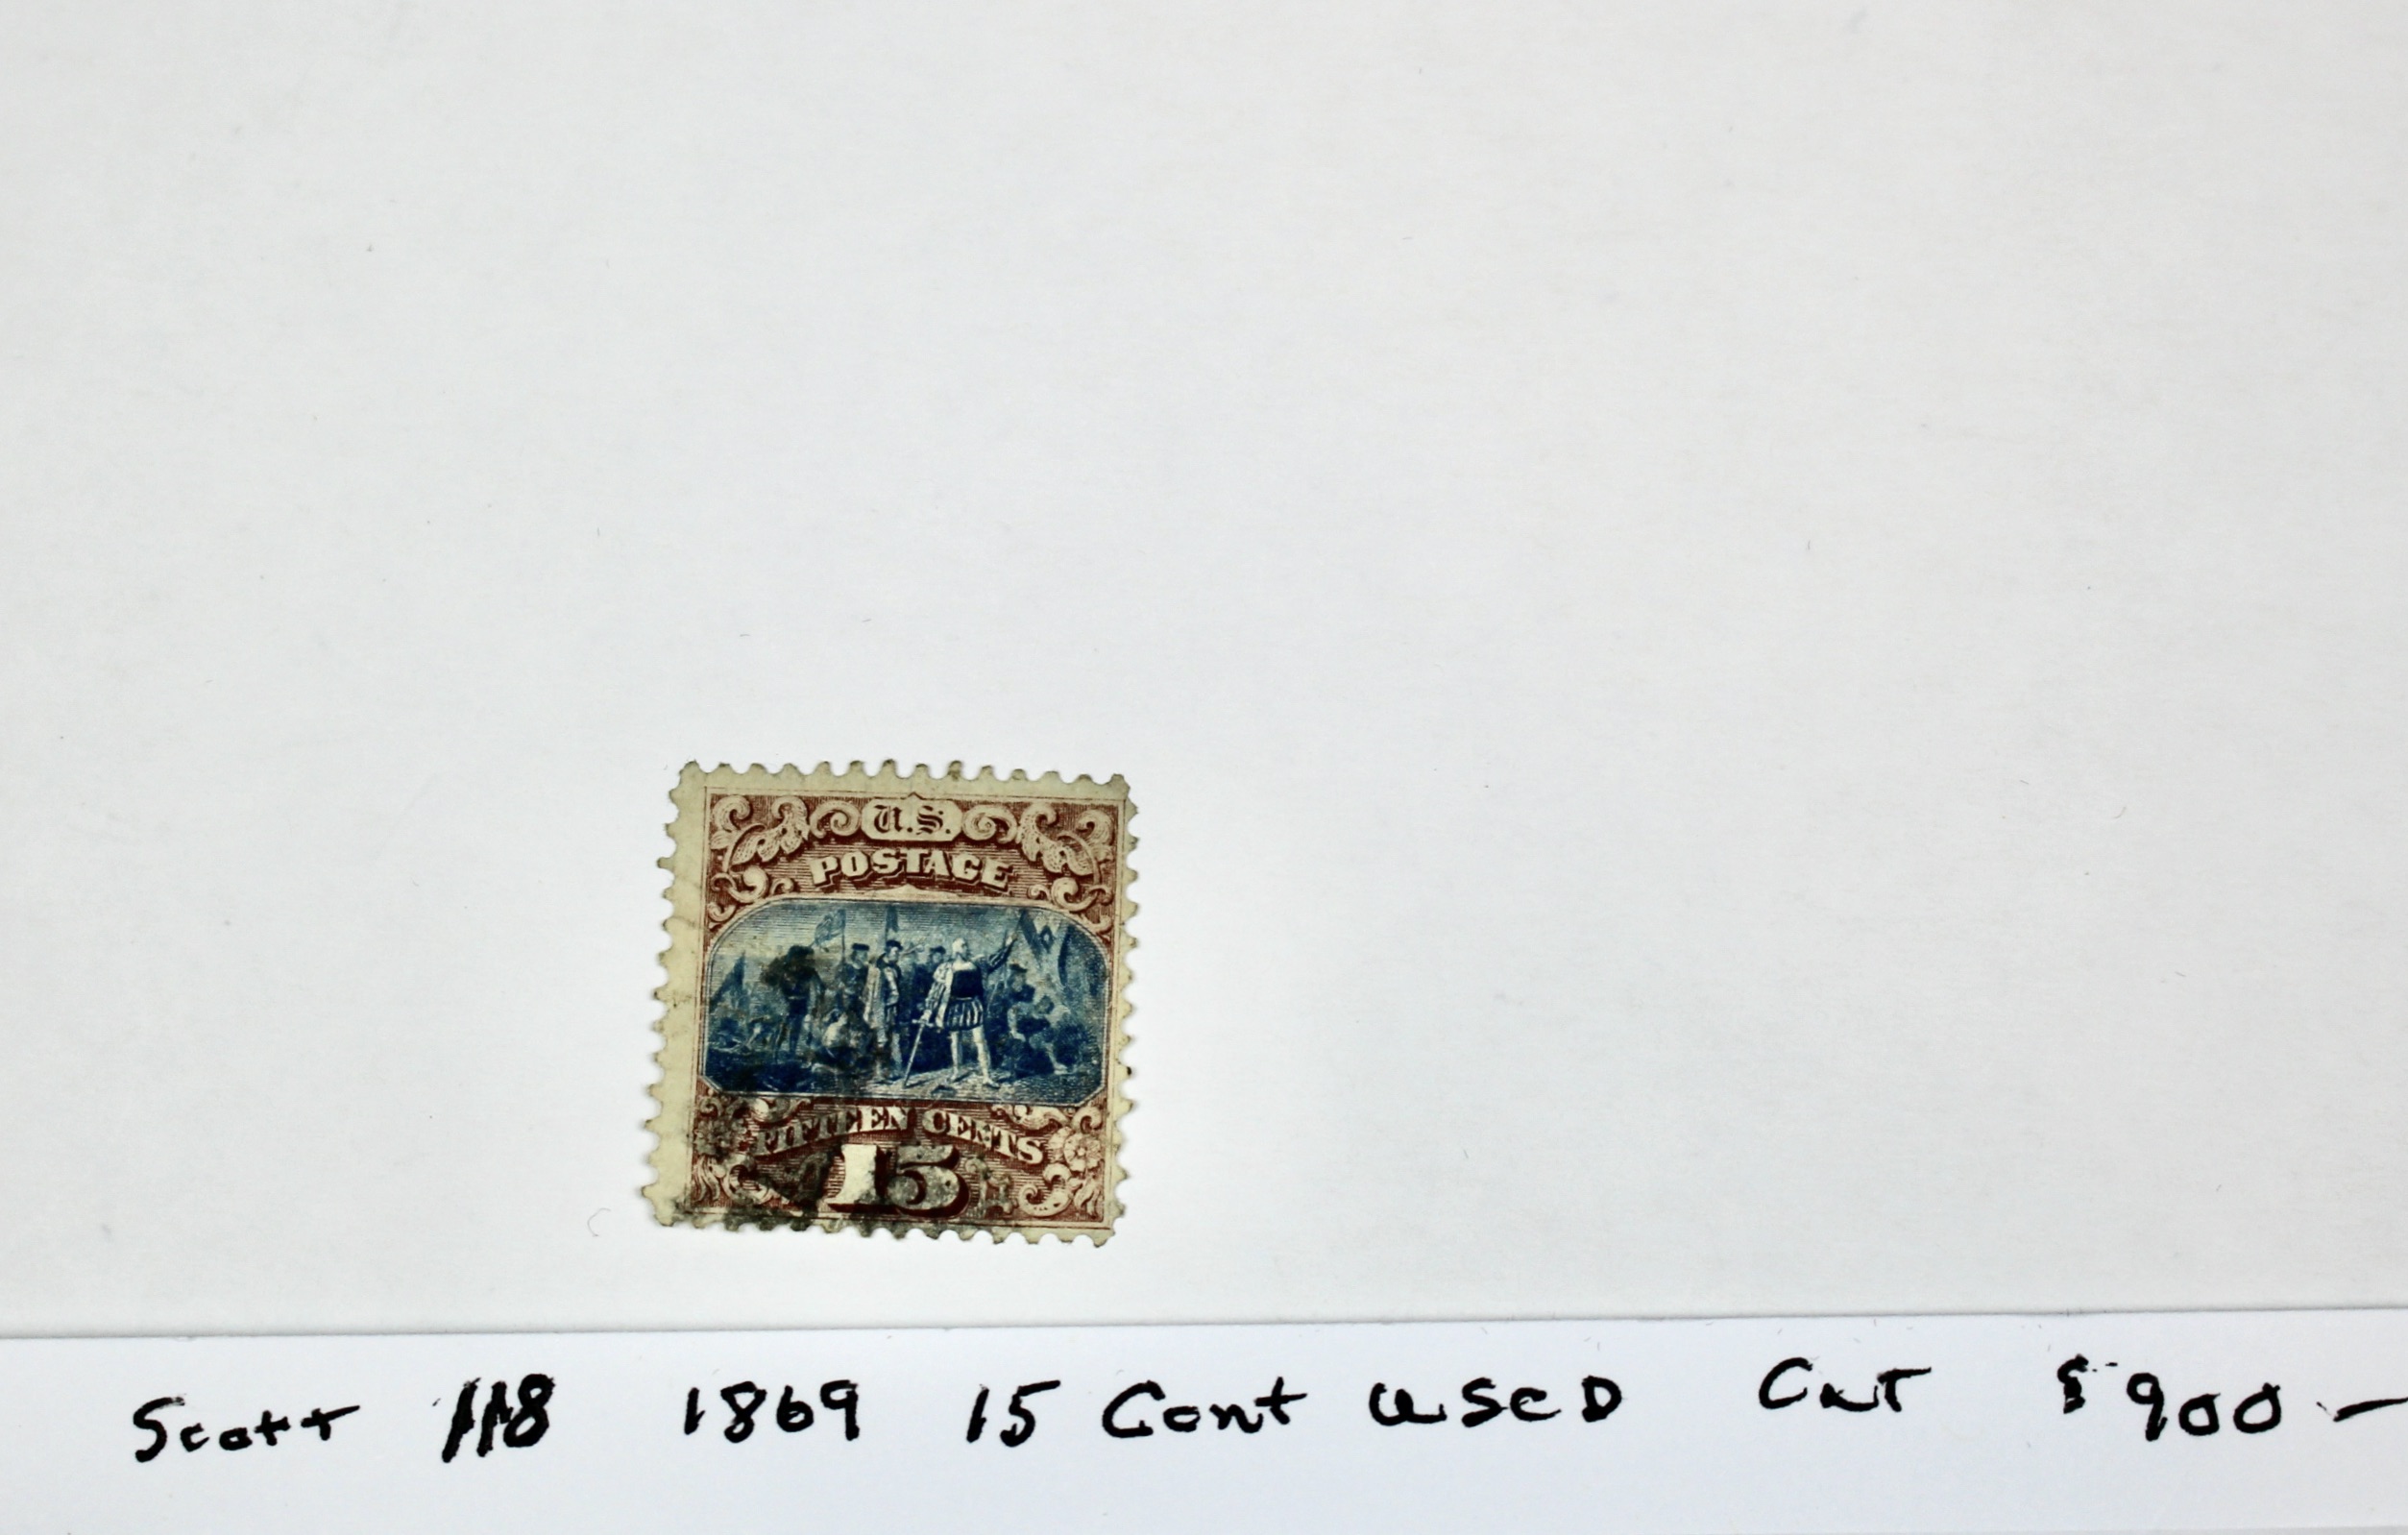 U.S.
POSTAGE
FIFTEEN CENTS
15
Scott 118 1869 15 Cent USED CAT $900-